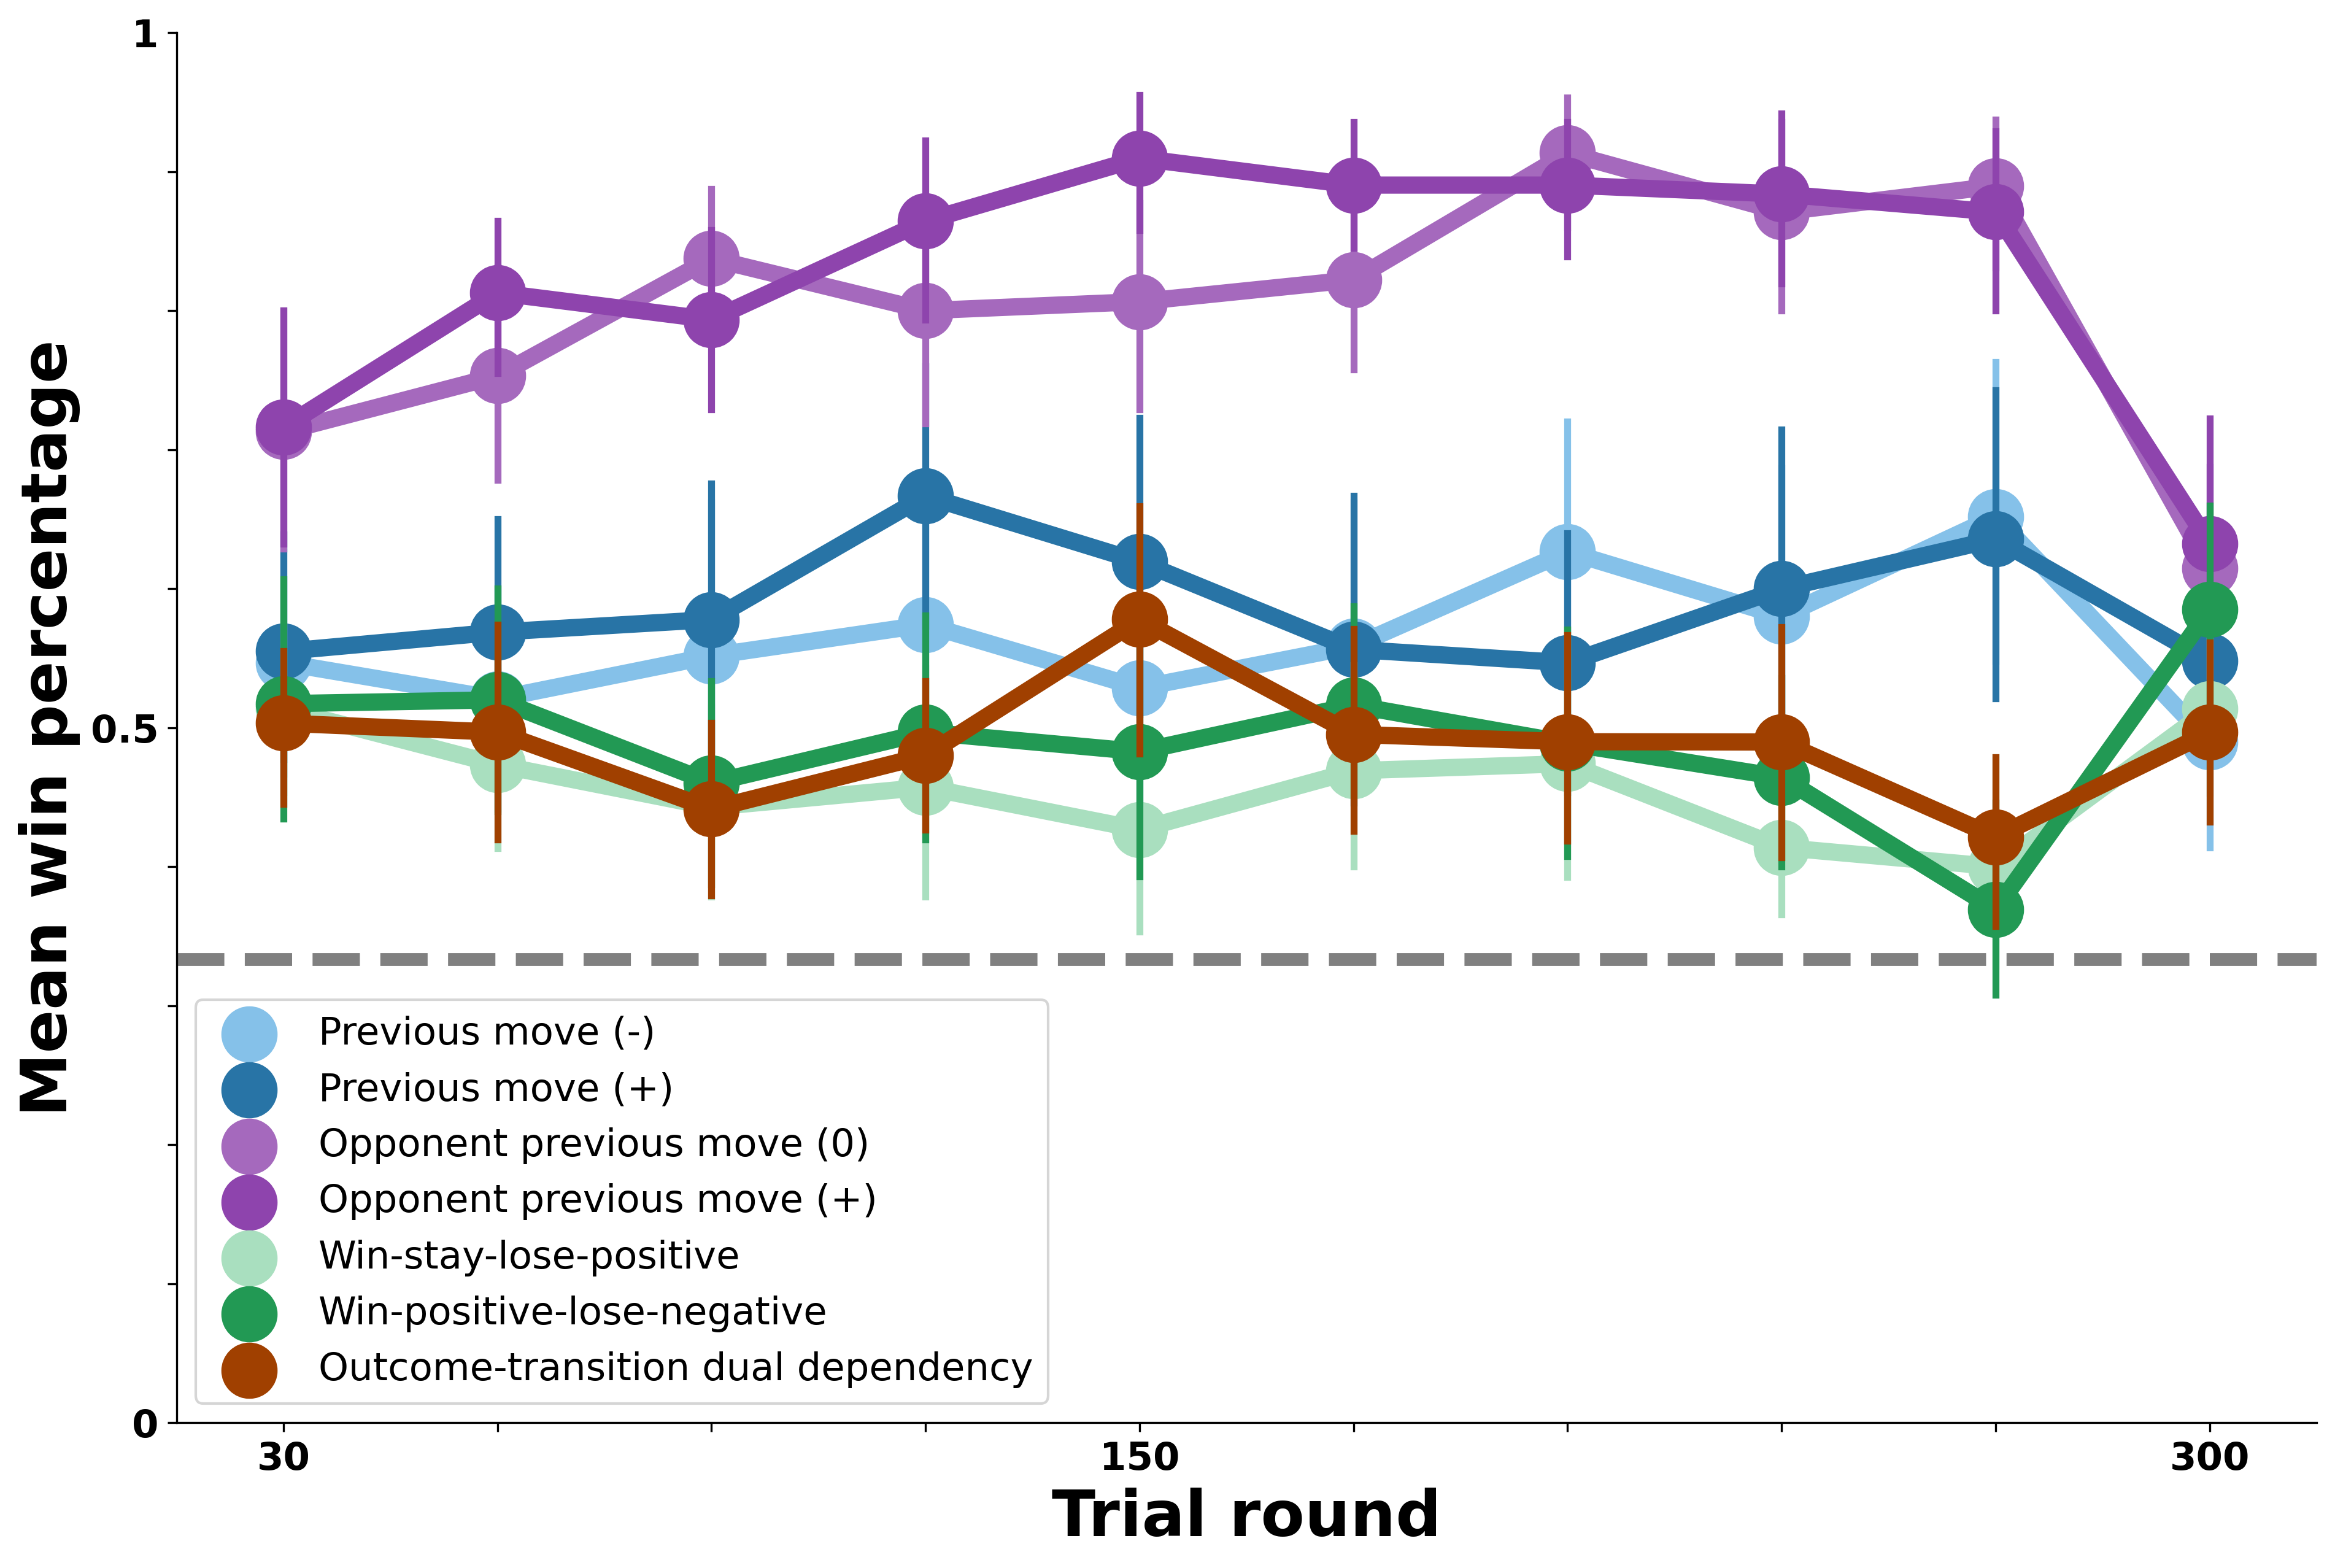 1
0.5
0
Mean win percentage
Previous move (-)
Previous move (+)
Opponent previous move (0)
Opponent previous move (+)
Win-stay-lose-positive
Win-positive-lose-negative
Outcome-transition dual dependency
30
150
300
Trial round